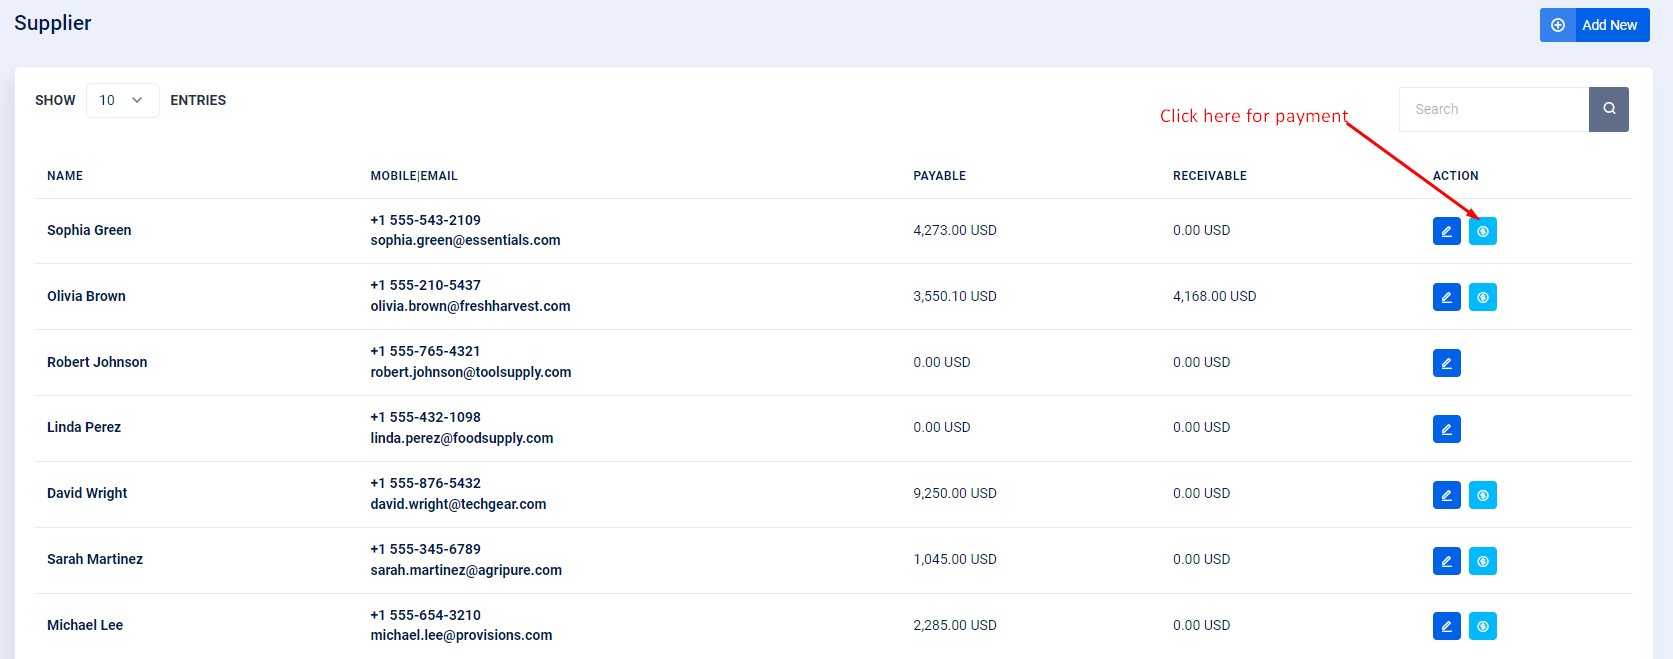 Supplier
Add New
SHOW 10 ENTRIES
Click here for payment
Search
NAME MOBILE|EMAIL PAYABLE RECEIVABLE ACTION
Sophia Green +1 555-543-2109 4,273.00 USD 0.00 USD
sophia.green@essentials.com
Olivia Brown +1 555-210-5437 3,550.10 USD 4,168.00 USD
olivia.brown@freshharvest.com
Robert Johnson +1 555-765-4321 0.00 USD 0.00 USD
robert.johnson@toolsupply.com
Linda Perez +1 555-432-1098 0.00 USD 0.00 USD
linda.perez@foodsupply.com
David Wright +1 555-876-5432 9,250.00 USD 0.00 USD
david.wright@techgear.com
Sarah Martinez +1 555-345-6789 1,045.00 USD 0.00 USD
sarah.martinez@agripure.com
Michael Lee +1 555-654-3210 2,285.00 USD 0.00 USD
michael.lee@provisions.com